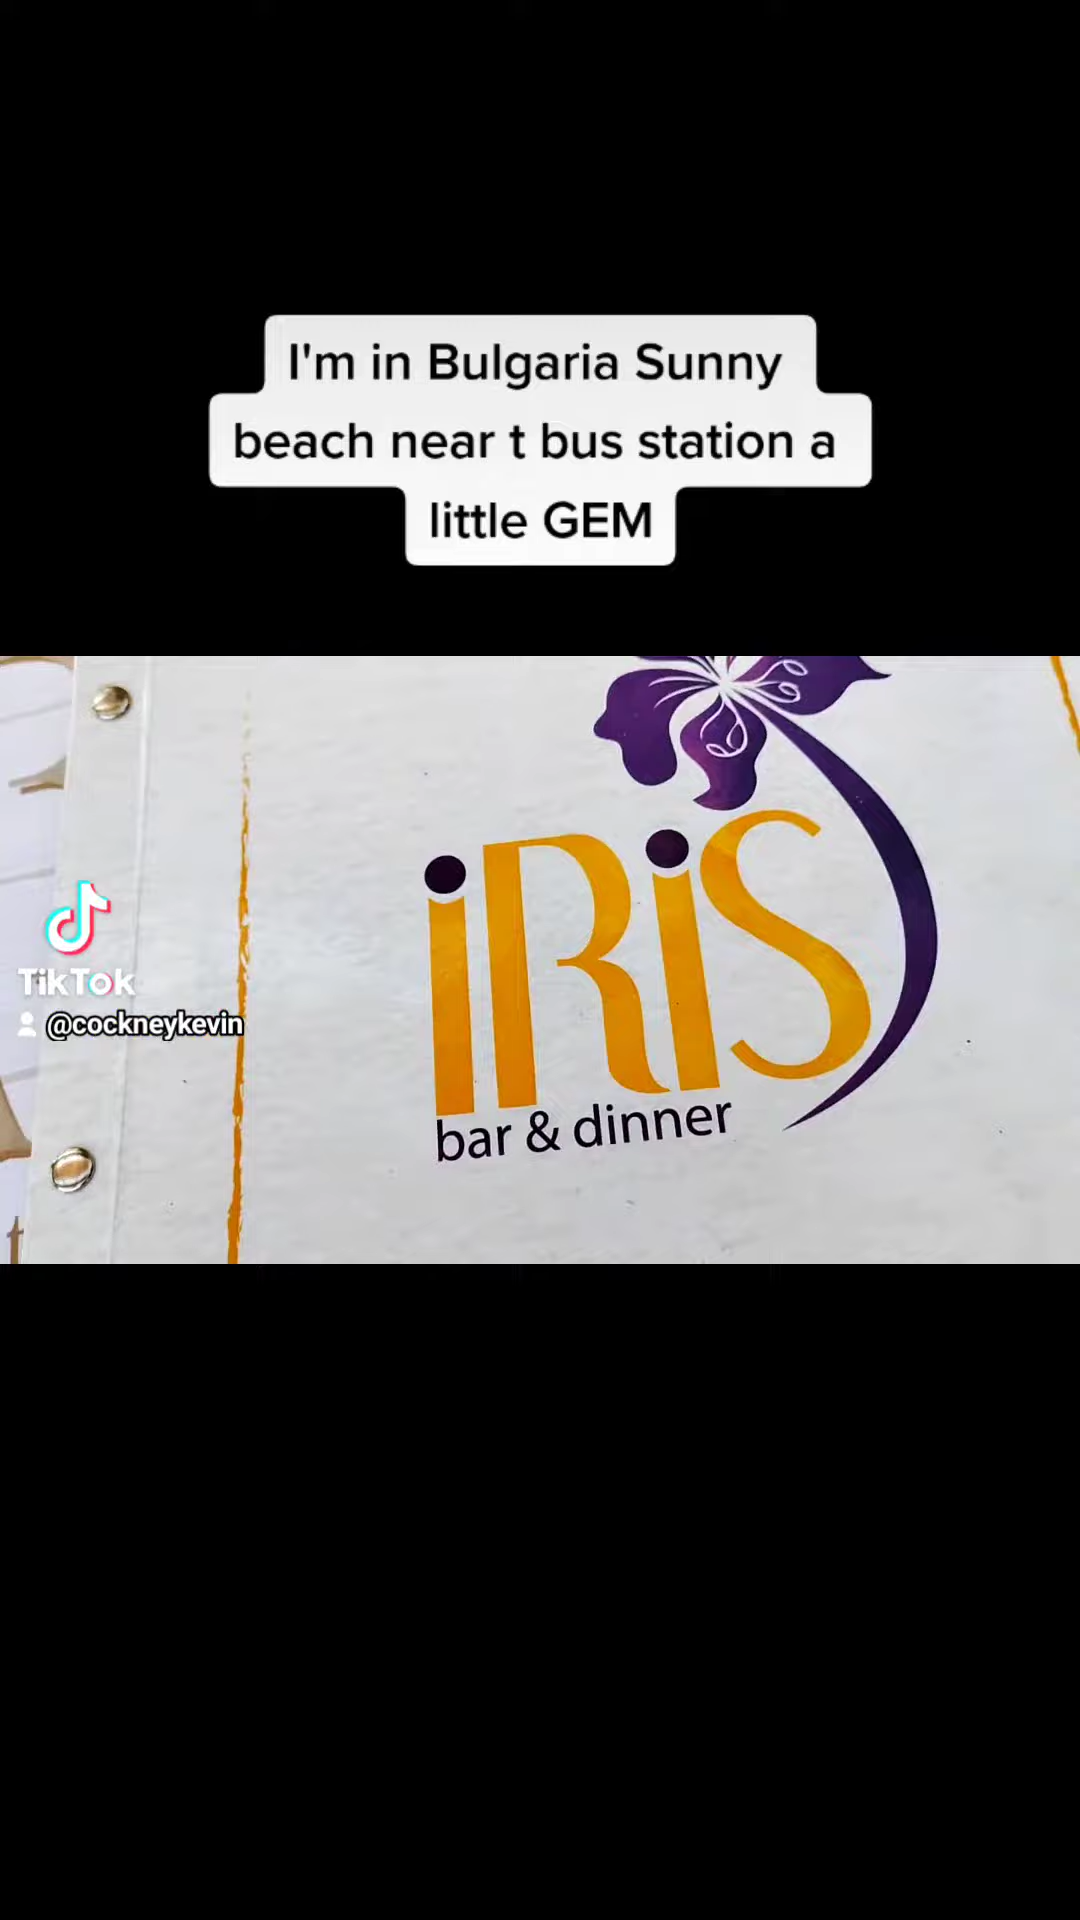 I'm in Bulgaria Sunny
beach near t bus station a
little GEM
iRiS
bar & dinner
TikTok
@cockneykevin